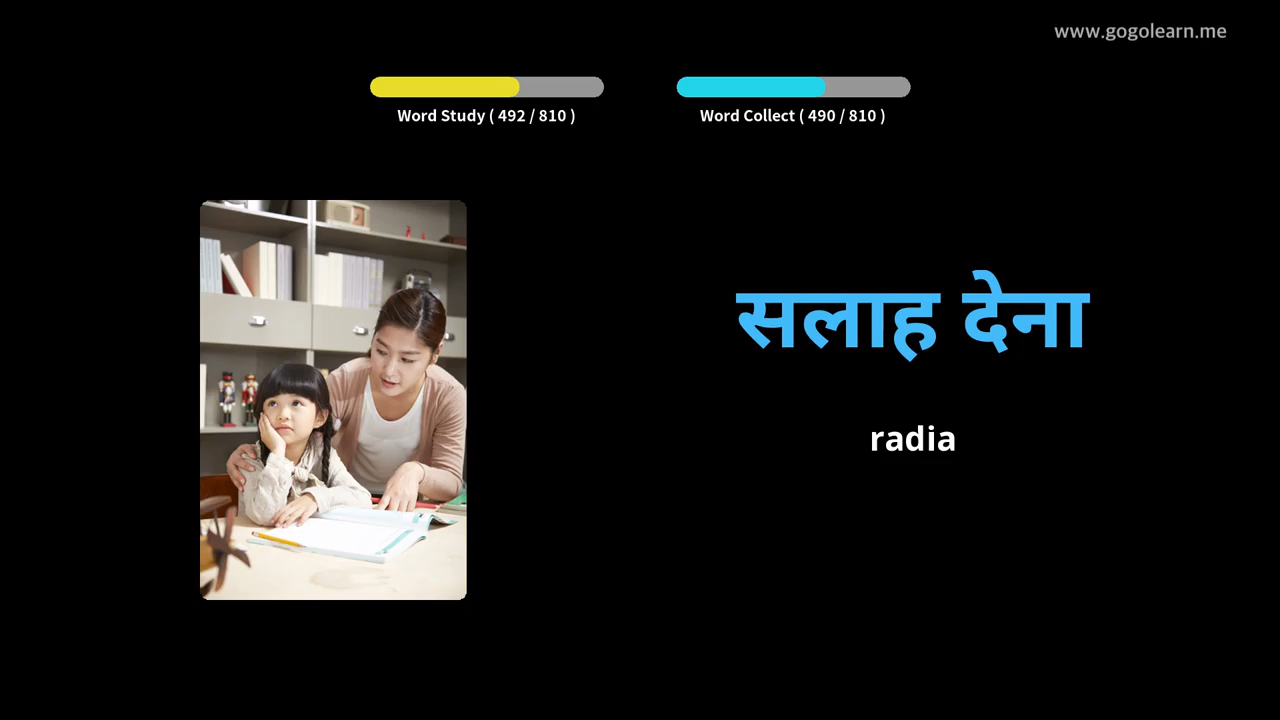 www.gogolearn.me
Word Study ( 492 / 810 )
Word Collect ( 490 / 810 )
सलाह देना
radia